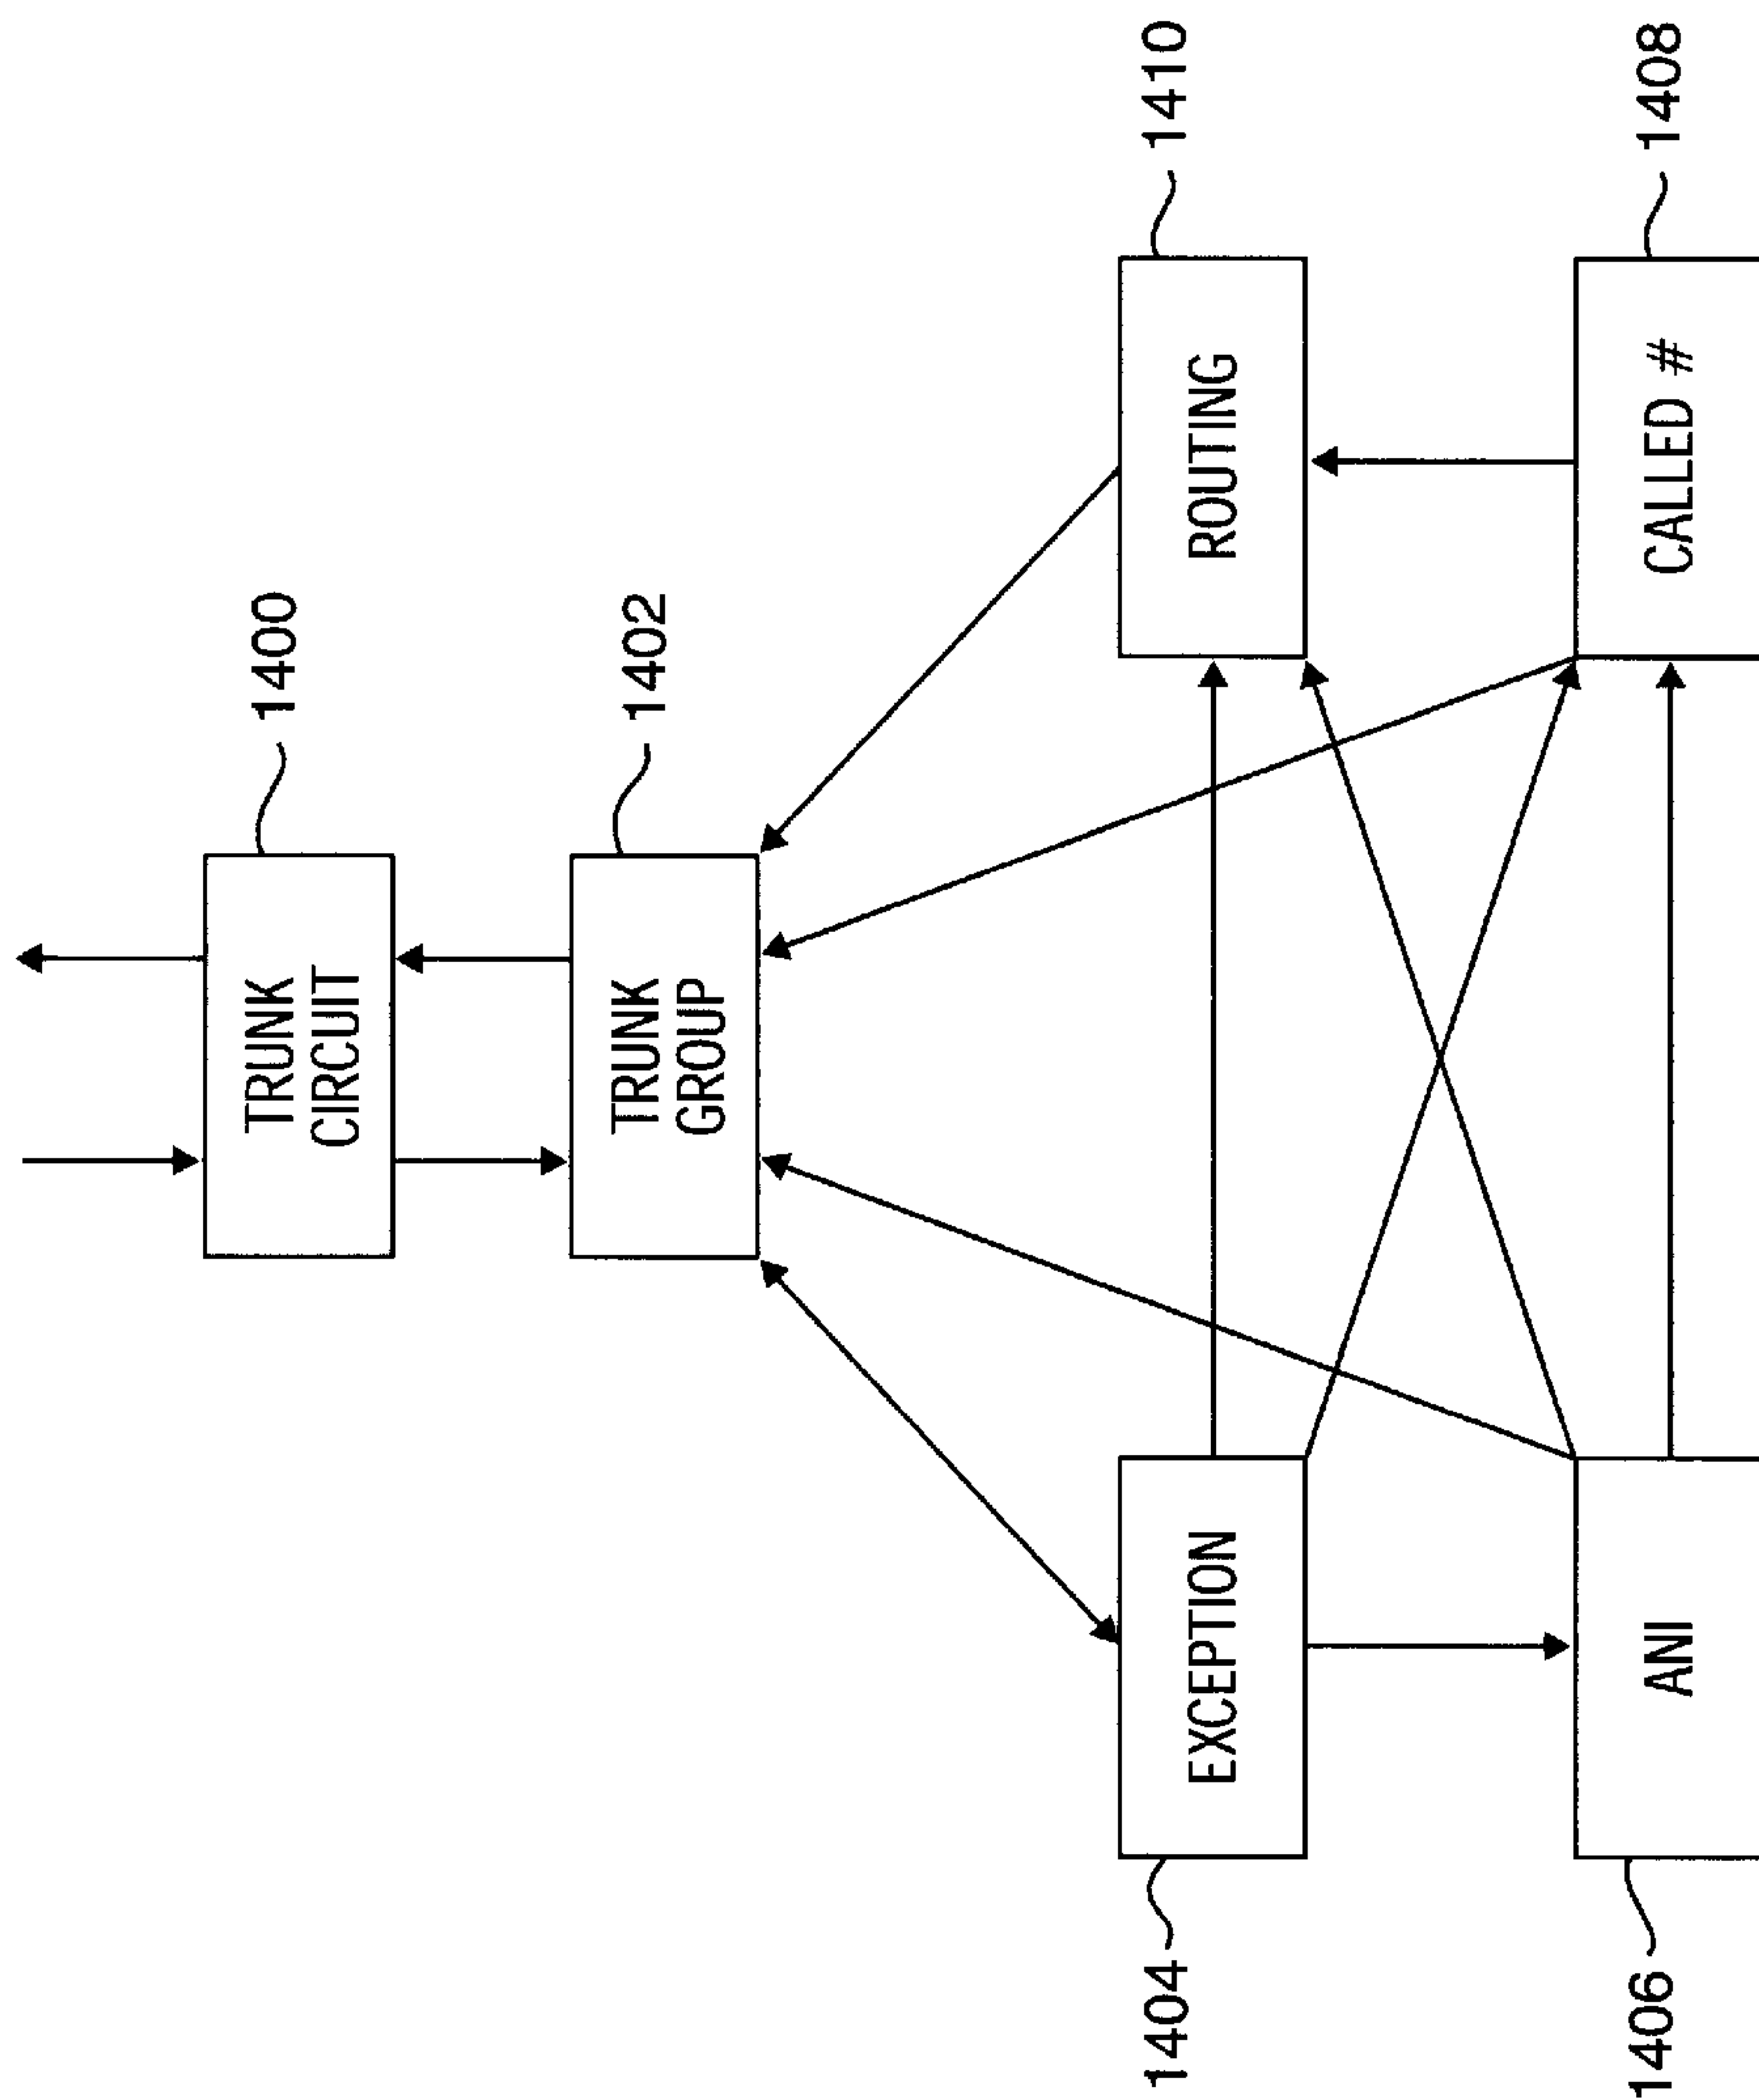 TRUNK
CIRCUIT
1400
TRUNK
GROUP
1402
EXCEPTION
1404
ROUTING
1410
ANI
1406
CALLED #
1408